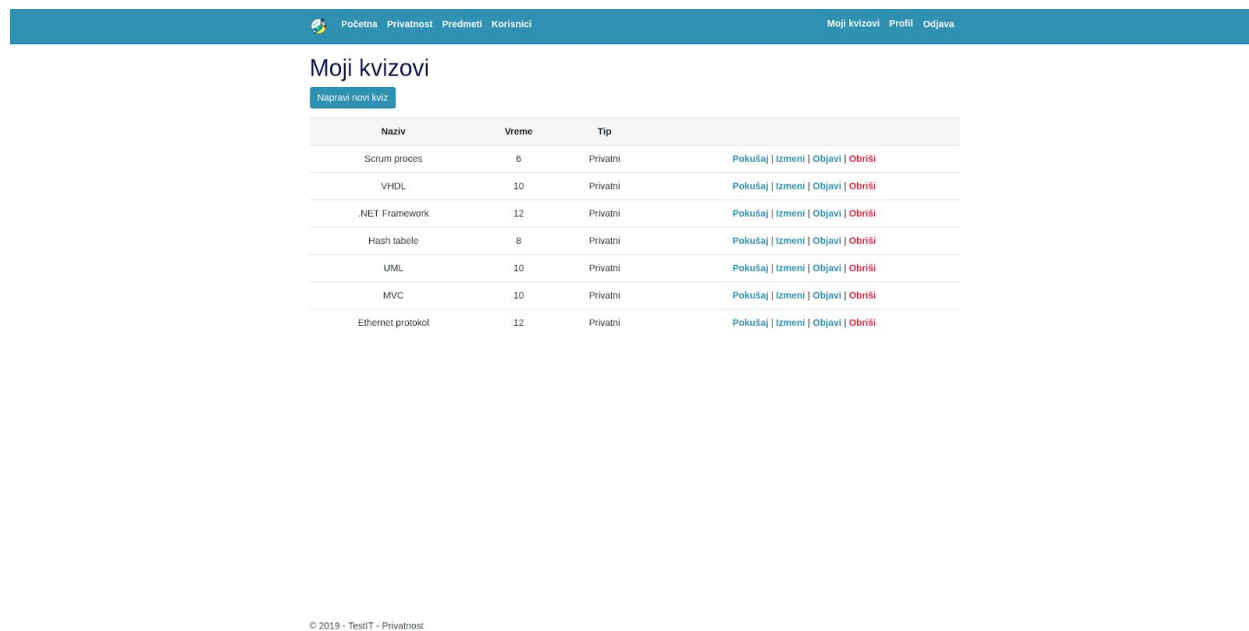 Početna Privatnost Predmeti Korisnici Moji kvizovi Profil Odjava
Moji kvizovi
Napravi novi kviz
Naziv Vreme Tip
Scrum proces 6 Privatni Pokušaj | Izmeni | Objavi | Obriši
VHDL 10 Privatni Pokušaj | Izmeni | Objavi | Obriši
.NET Framework 12 Privatni Pokušaj | Izmeni | Objavi | Obriši
Hash tabele 8 Privatni Pokušaj | Izmeni | Objavi | Obriši
UML 10 Privatni Pokušaj | Izmeni | Objavi | Obriši
MVC 10 Privatni Pokušaj | Izmeni | Objavi | Obriši
Ethernet protokol 12 Privatni Pokušaj | Izmeni | Objavi | Obriši
© 2019 - TestIT - Privatnost